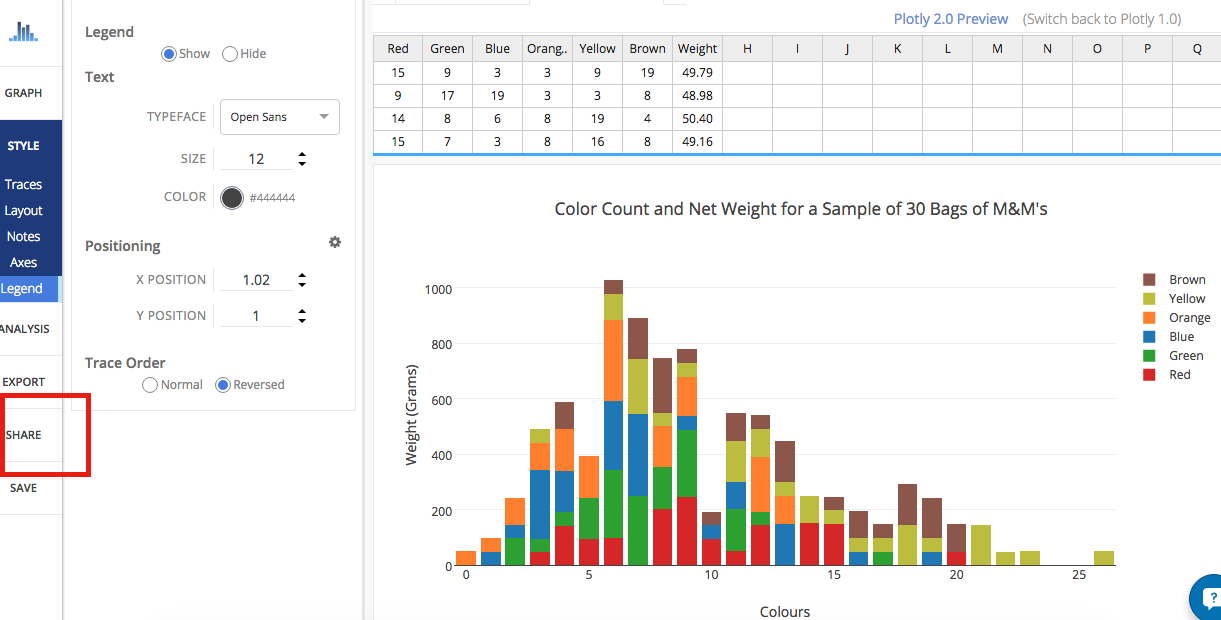 GRAPH
STYLE
Traces
Layout
Notes
Axes
Legend
ANALYSIS
EXPORT
SHARE
SAVE
Legend
Show Hide
Text
TYPEFACE Open Sans
SIZE 12
COLOR #444444
Positioning
X POSITION 1.02
Y POSITION 1
Trace Order
Normal Reversed
Plotly 2.0 Preview (Switch back to Plotly 1.0)
Red Green Blue Orang.. Yellow Brown Weight H I J K L M N O P Q
15 9 3 3 9 19 49.79
9 17 19 3 3 8 48.98
14 8 6 8 19 4 50.40
15 7 3 8 16 8 49.16
Color Count and Net Weight for a Sample of 30 Bags of M&M's
Weight (Grams)
1000
800
600
400
200
0
0 5 10 15 20 25
Colours
Brown
Yellow
Orange
Blue
Green
Red
?